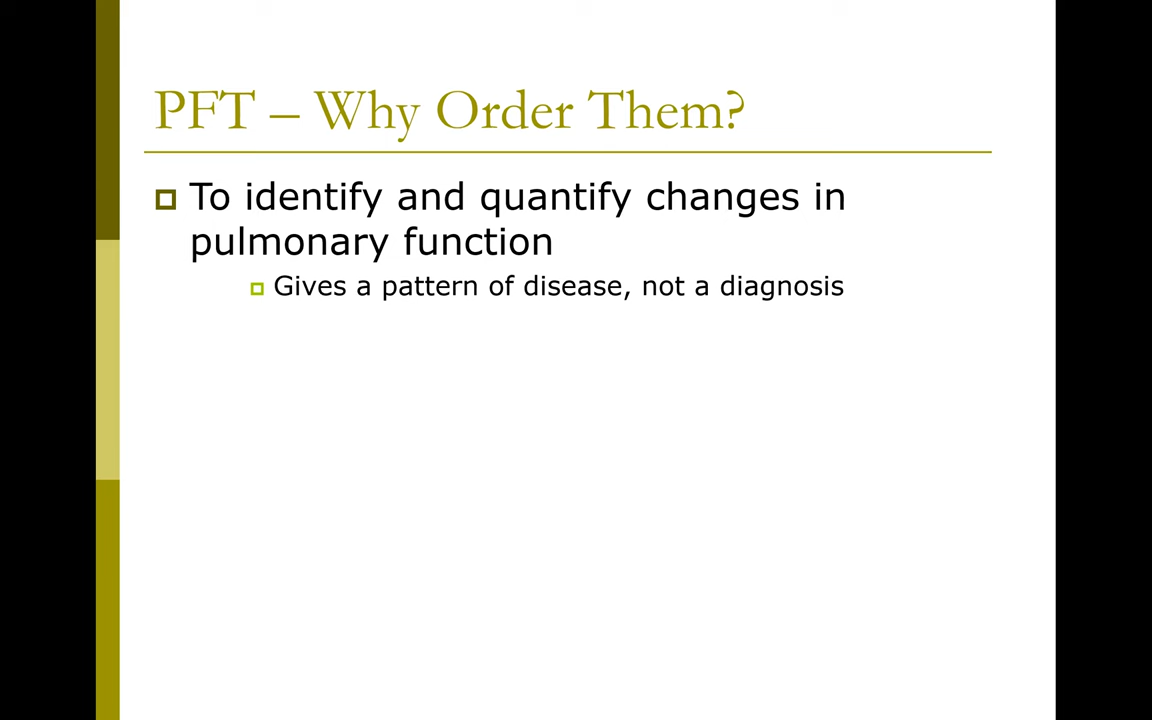 PFT – Why Order Them?
To identify and quantify changes in
pulmonary function
Gives a pattern of disease, not a diagnosis